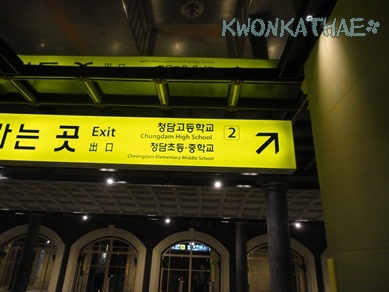 KWONKATHAE
가는 곳
Exit
出口
청담고등학교
Chungdam High School
청담초등·중학교
Cheongdam Elementary·Middle School
2
↗